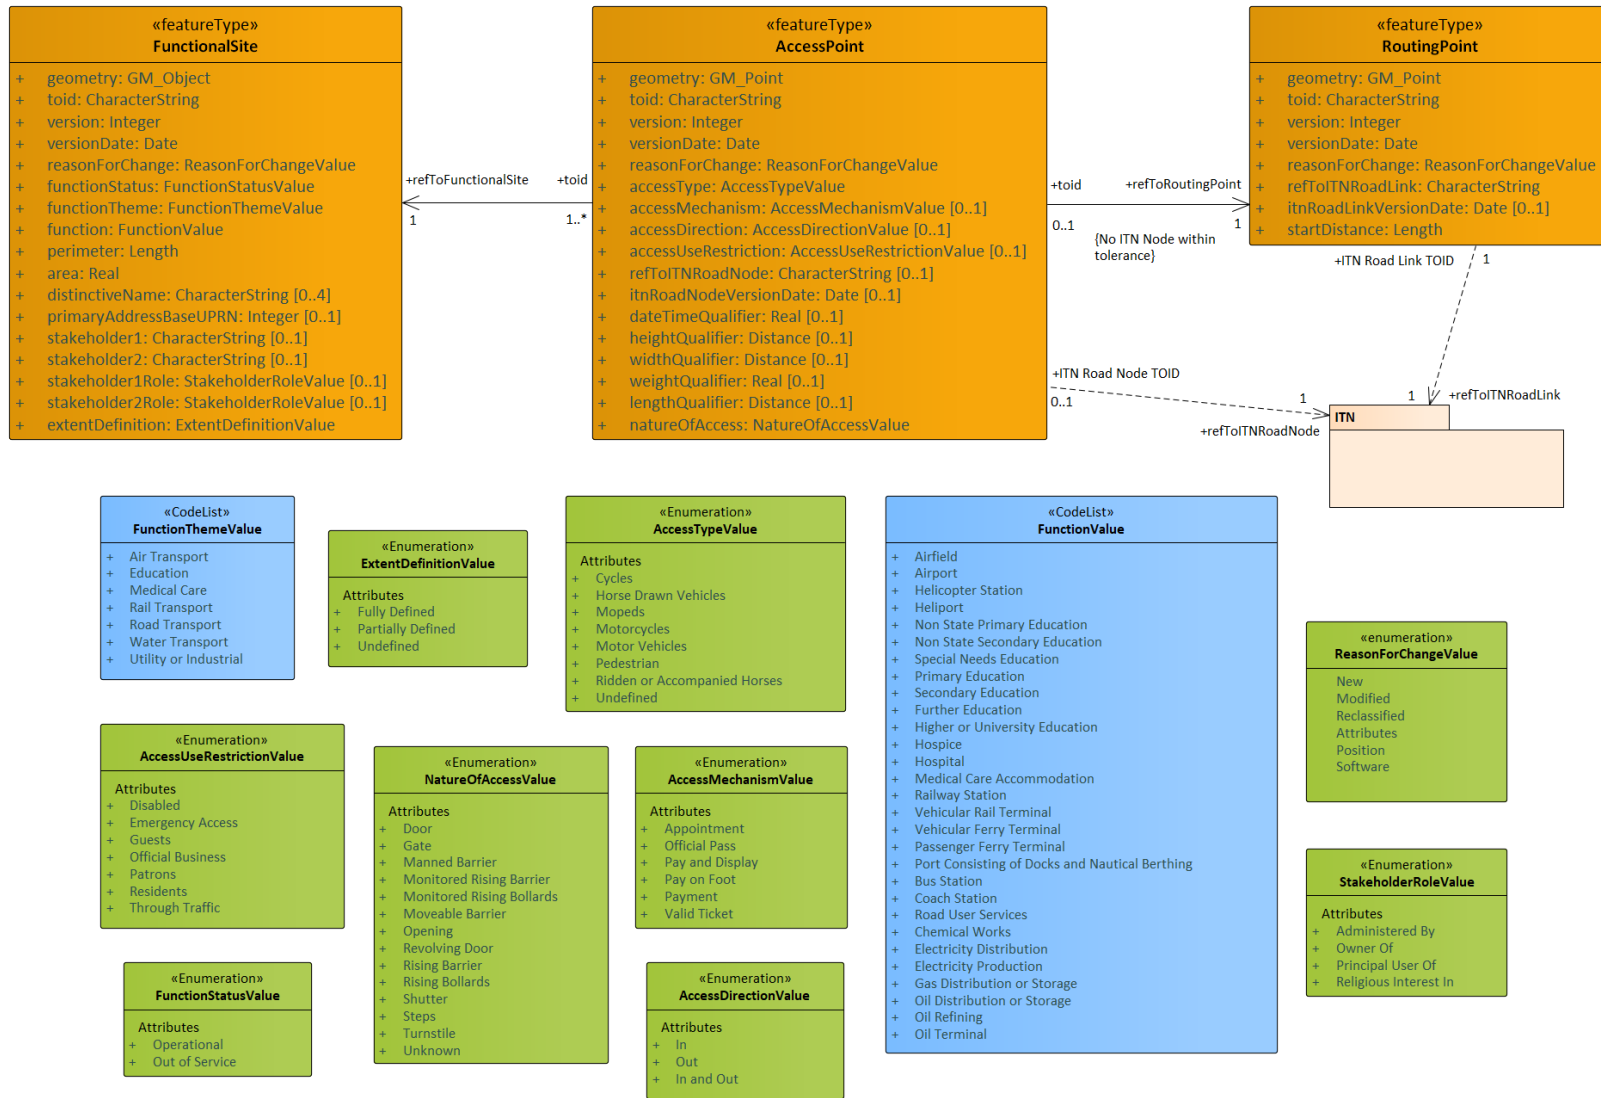 «featureType»
FunctionalSite
+ geometry: GM_Object
+ toid: CharacterString
+ version: Integer
+ versionDate: Date
+ reasonForChange: ReasonForChangeValue
+ functionStatus: FunctionStatusValue
+ functionTheme: FunctionThemeValue
+ function: FunctionValue
+ perimeter: Length
+ area: Real
+ distinctiveName: CharacterString [0..4]
+ primaryAddressBaseUPRN: Integer [0..1]
+ stakeholder1: CharacterString [0..1]
+ stakeholder2: CharacterString [0..1]
+ stakeholder1Role: StakeholderRoleValue [0..1]
+ stakeholder2Role: StakeholderRoleValue [0..1]
+ extentDefinition: ExtentDefinitionValue
+refToFunctionalSite
+toid
1
1..*
«featureType»
AccessPoint
+ geometry: GM_Point
+ toid: CharacterString
+ version: Integer
+ versionDate: Date
+ reasonForChange: ReasonForChangeValue
+ accessType: AccessTypeValue
+ accessMechanism: AccessMechanismValue [0..1]
+ accessDirection: AccessDirectionValue [0..1]
+ accessUseRestriction: AccessUseRestrictionValue [0..1]
+ refToITNRoadNode: CharacterString [0..1]
+ itnRoadNodeVersionDate: Date [0..1]
+ dateTimeQualifier: Real [0..1]
+ heightQualifier: Distance [0..1]
+ widthQualifier: Distance [0..1]
+ weightQualifier: Real [0..1]
+ lengthQualifier: Distance [0..1]
+ natureOfAccess: NatureOfAccessValue
+toid
+refToRoutingPoint
0..1
1
{No ITN Node within
tolerance}
«featureType»
RoutingPoint
+ geometry: GM_Point
+ toid: CharacterString
+ version: Integer
+ versionDate: Date
+ reasonForChange: ReasonForChangeValue
+ refToITNRoadLink: CharacterString
+ itnRoadLinkVersionDate: Date [0..1]
+ startDistance: Length
+ITN Road Link TOID
1
+ITN Road Node TOID
0..1
1
+refToITNRoadNode
1
+refToITNRoadLink
ITN
«CodeList»
FunctionThemeValue
+ Air Transport
+ Education
+ Medical Care
+ Rail Transport
+ Road Transport
+ Water Transport
+ Utility or Industrial
«Enumeration»
ExtentDefinitionValue
Attributes
+ Fully Defined
+ Partially Defined
+ Undefined
«Enumeration»
AccessTypeValue
Attributes
+ Cycles
+ Horse Drawn Vehicles
+ Mopeds
+ Motorcycles
+ Motor Vehicles
+ Pedestrian
+ Ridden or Accompanied Horses
+ Undefined
«CodeList»
FunctionValue
+ Airfield
+ Airport
+ Helicopter Station
+ Heliport
+ Non State Primary Education
+ Non State Secondary Education
+ Special Needs Education
+ Primary Education
+ Secondary Education
+ Further Education
+ Higher or University Education
+ Hospice
+ Hospital
+ Medical Care Accommodation
+ Railway Station
+ Vehicular Rail Terminal
+ Vehicular Ferry Terminal
+ Passenger Ferry Terminal
+ Port Consisting of Docks and Nautical Berthing
+ Bus Station
+ Coach Station
+ Road User Services
+ Chemical Works
+ Electricity Distribution
+ Electricity Production
+ Gas Distribution or Storage
+ Oil Distribution or Storage
+ Oil Refining
+ Oil Terminal
«enumeration»
ReasonForChangeValue
New
Modified
Reclassified
Attributes
Position
Software
«Enumeration»
AccessUseRestrictionValue
Attributes
+ Disabled
+ Emergency Access
+ Guests
+ Official Business
+ Patrons
+ Residents
+ Through Traffic
«Enumeration»
NatureOfAccessValue
Attributes
+ Door
+ Gate
+ Manned Barrier
+ Monitored Rising Barrier
+ Monitored Rising Bollards
+ Moveable Barrier
+ Opening
+ Revolving Door
+ Rising Barrier
+ Rising Bollards
+ Shutter
+ Steps
+ Turnstile
+ Unknown
«Enumeration»
AccessMechanismValue
Attributes
+ Appointment
+ Official Pass
+ Pay and Display
+ Pay on Foot
+ Payment
+ Valid Ticket
«Enumeration»
StakeholderRoleValue
Attributes
+ Administered By
+ Owner Of
+ Principal User Of
+ Religious Interest In
«Enumeration»
FunctionStatusValue
Attributes
+ Operational
+ Out of Service
«Enumeration»
AccessDirectionValue
Attributes
+ In
+ Out
+ In and Out